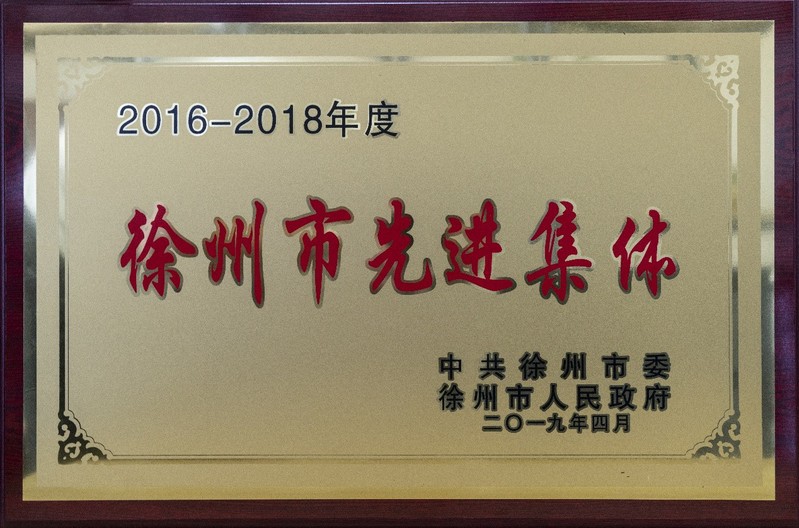 2016-2018年度
徐州市先进集体
中共徐州市委
徐州市人民政府
二〇一九年四月